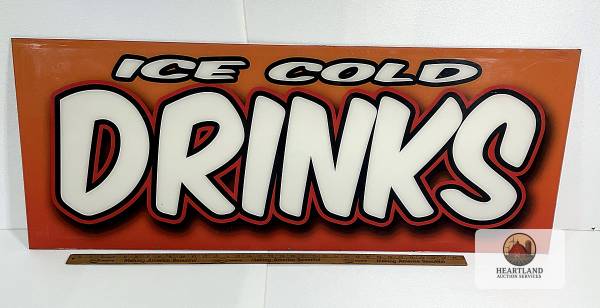 ICE COLD
DRINKS
HEARTLAND
AUCTION SERVICES